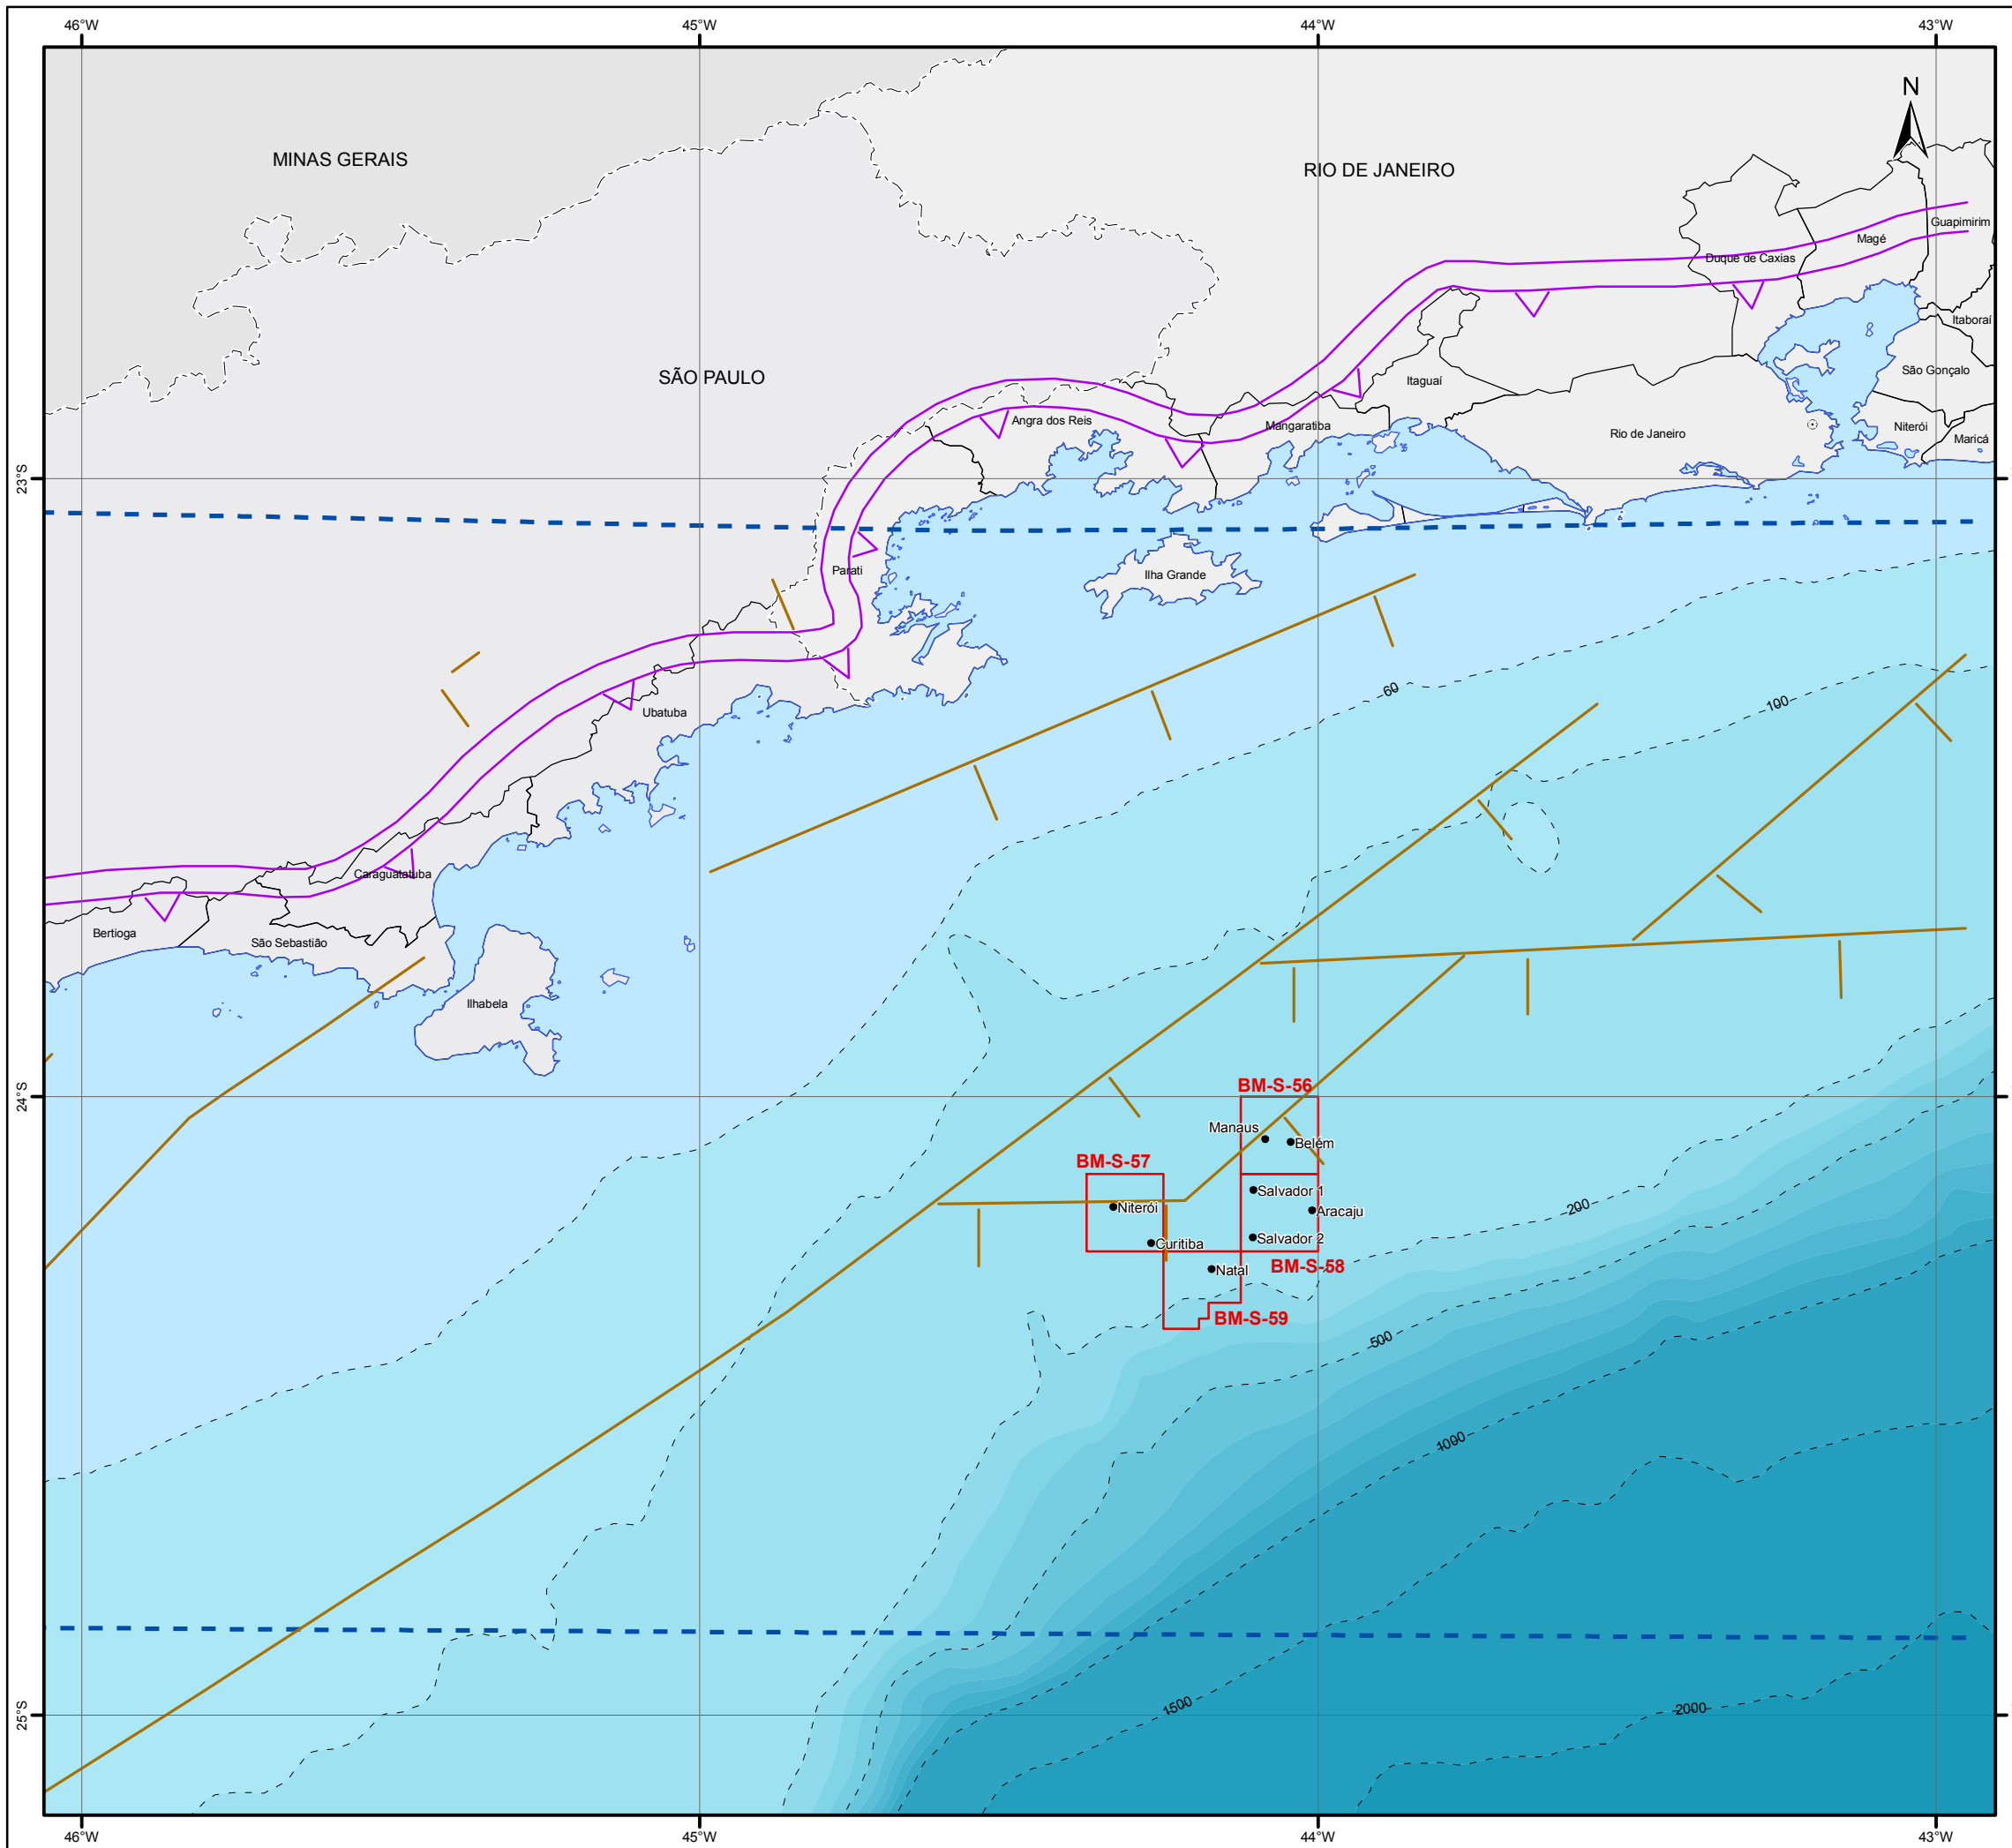 46°W
45°W
44°W
43°W
N
MINAS GERAIS
RIO DE JANEIRO
Guapimirim
Magé
Duque de Caxias
Itaboraí
SÃO PAULO
São Gonçalo
Itaguaí
Angra dos Reis
Mangaratiba
Rio de Janeiro
Niterói
Maricá
23°S
Parati
Ilha Grande
60
100
Ubatuba
Caraguatatuba
Bertioga
São Sebastião
Ilhabela
24°S
BM-S-56
Manaus
Belém
BM-S-57
Salvador 1
Niterói
Aracaju
200
Salvador 2
Curitiba
BM-S-58
Natal
BM-S-59
500
1000
1500
2000
25°S
46°W
45°W
44°W
43°W